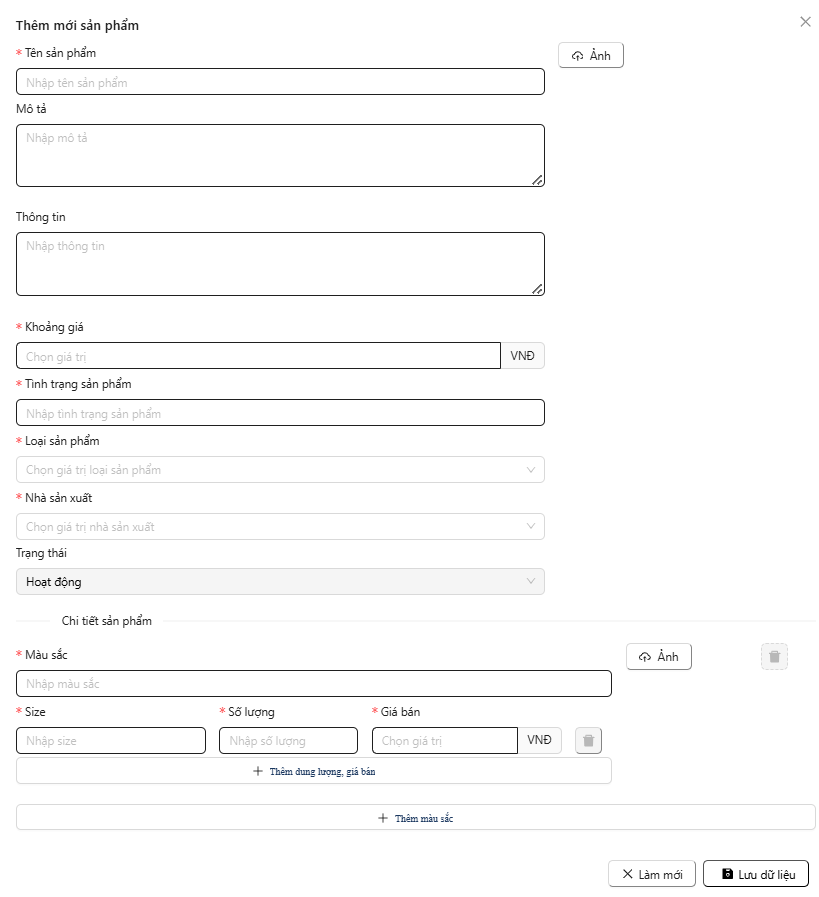 Thêm mới sản phẩm
* Tên sản phẩm
Ảnh
Nhập tên sản phẩm
Mô tả
Nhập mô tả
Thông tin
Nhập thông tin
* Khoảng giá
Chọn giá trị VNĐ
* Tình trạng sản phẩm
Nhập tình trạng sản phẩm
* Loại sản phẩm
Chọn giá trị loại sản phẩm
* Nhà sản xuất
Chọn giá trị nhà sản xuất
Trạng thái
Hoạt động
Chi tiết sản phẩm
* Màu sắc
Ảnh
Nhập màu sắc
* Size * Số lượng * Giá bán
Nhập size Nhập số lượng Chọn giá trị VNĐ
+ Thêm dung lượng, giá bán
+ Thêm màu sắc
Làm mới Lưu dữ liệu